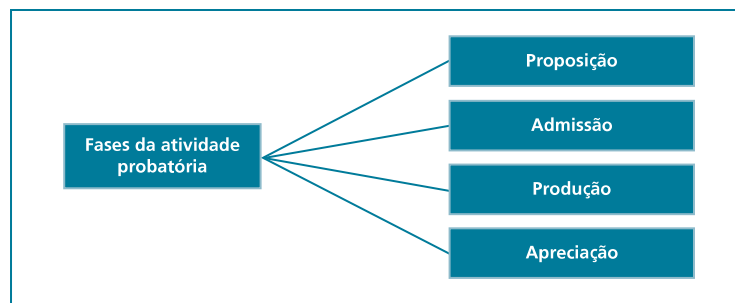 Fases da atividade
probatória
Proposição
Admissão
Produção
Apreciação